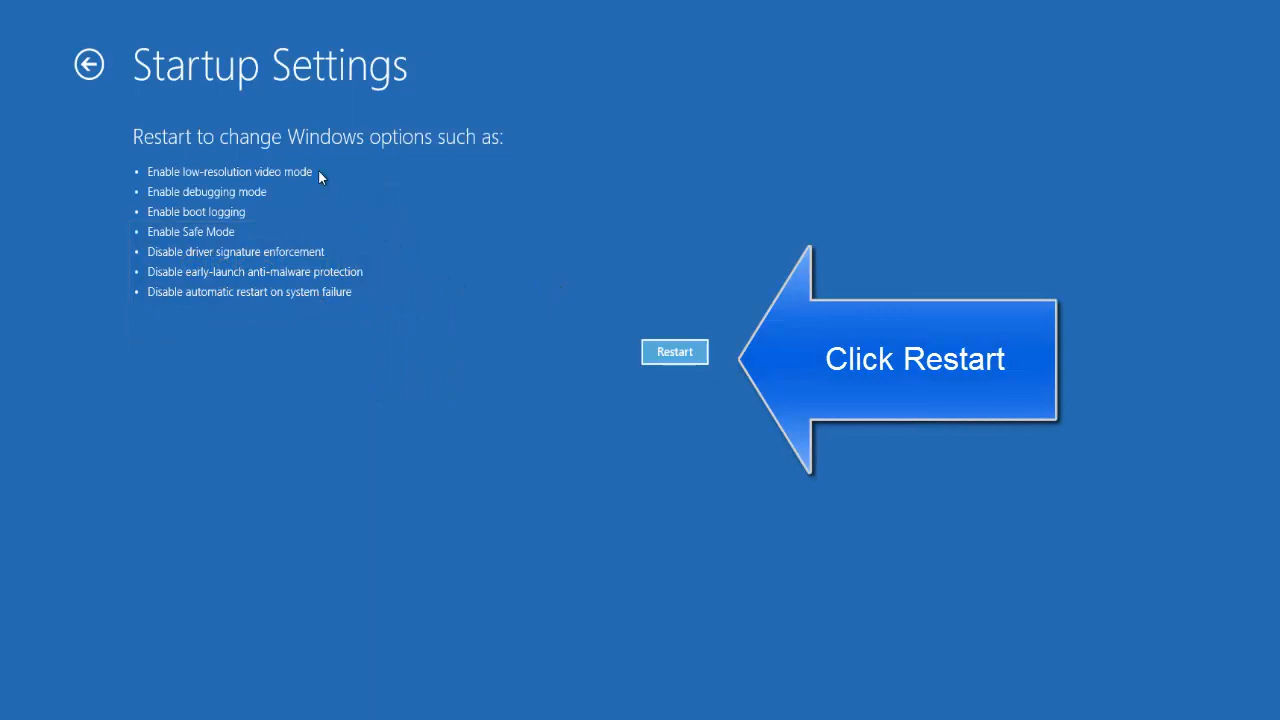 Startup Settings
Restart to change Windows options such as:
• Enable low-resolution video mode
• Enable debugging mode
• Enable boot logging
• Enable Safe Mode
• Disable driver signature enforcement
• Disable early-launch anti-malware protection
• Disable automatic restart on system failure
Restart
Click Restart